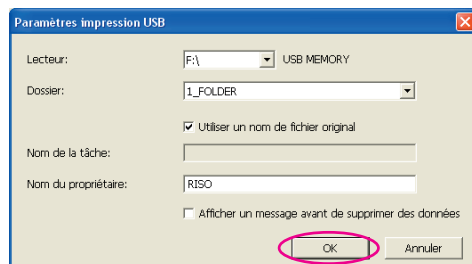 Paramètres impression USB
Lecteur: F:\ USB MEMORY
Dossier: 1_FOLDER
Utiliser un nom de fichier original
Nom de la tâche:
Nom du propriétaire: RISO
Afficher un message avant de supprimer des données
OK Annuler